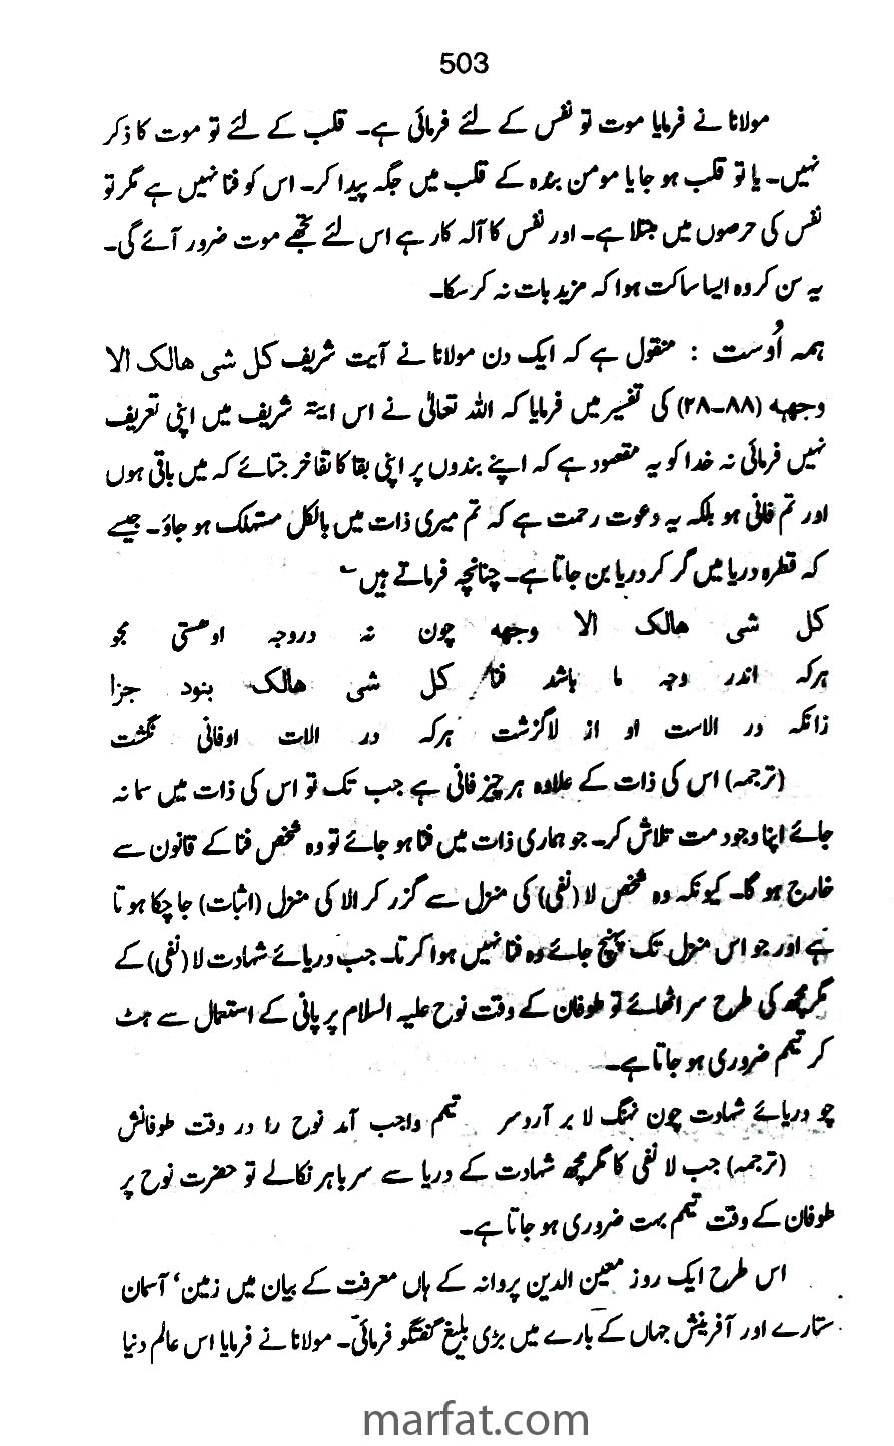 503
مولانا نے فرمایا موت تو نفس کے لئے فرمائی ہے۔ قلب کے لئے تو موت کا ذکر
نہیں۔ یا تو قلب ہو جا یا مومن بندہ کے قلب میں جگہ پیدا کر۔ اس کو فنا نہیں ہے مگر تو
نفس کی حرصوں میں مبتلا ہے۔ اور نفس کا آلہ کار ہے اس لئے تجھے موت ضرور آئے گی۔
یہ سن کر وہ ایسا ساکت ہوا کہ مزید بات نہ کر سکا۔
ہمہ اُوست : منقول ہے کہ ایک دن مولانا نے آیت شریف کل شی ھالک الا
وجھہ (۸۸-۲۸) کی تفسیر میں فرمایا کہ اللہ تعالیٰ نے اس ایتہ شریف میں اپنی تعریف
نہیں فرمائی نہ خدا کو یہ مقصود ہے کہ اپنے بندوں پر اپنی بقا کا تفاخر جتائے کہ میں باقی ہوں
اور تم فانی ہو بلکہ یہ دعوت رحمت ہے کہ تم میری ذات میں بالکل مستہلک ہو جاؤ۔ جیسے
کہ قطرہ دریا میں گر کر دریا بن جاتا ہے۔ چنانچہ فرماتے ہیں
کل شی ھالک الا وجھہ چون نہ دروجہ اوھستی مجو
ہرکہ اندر وجہ ما باشد فنا کل شی ھالک بنود جزا
زانکہ در الاست او از لاگزشت ہرکہ در الات اوفانی نگشت
(ترجمہ) اس کی ذات کے علاوہ ہر چیز فانی ہے جب تک تو اس کی ذات میں سما نہ
جائے اپنا وجود مت تلاش کر۔ جو ہماری ذات میں فنا ہو جائے تو وہ شخص فنا کے قانون سے
خارج ہو گا۔ کیونکہ وہ شخص لا (نفی) کی منزل سے گزر کر الا کی منزل (اثبات) جا چکا ہوتا
ہے اور جو اس منزل تک پہنچ جائے وہ فنا نہیں ہوا کرتا۔ جب دریائے شہادت لا (نفی) کے
مگر مچھ کی طرح سر اٹھائے تو طوفان کے وقت نوح علیہ السلام پر پانی کے استعمال سے ہٹ
کر تیمم ضروری ہو جاتا ہے۔
چو دریائے شہادت چون نہنگ لا بر آردسر تیمم واجب آمد نوح را در وقت طوفانش
(ترجمہ) جب لا نفی کا مگر مچھ شہادت کے دریا سے سر باہر نکالے تو حضرت نوح پر
طوفان کے وقت تیمم بہت ضروری ہو جاتا ہے۔
اس طرح ایک روز معین الدین پروانہ کے ہاں معرفت کے بیان میں زمین، آسمان
ستارے اور آفرینش جہاں کے بارے میں بڑی بلیغ گفتگو فرمائی۔ مولانا نے فرمایا اس عالم دنیا
marfat.com